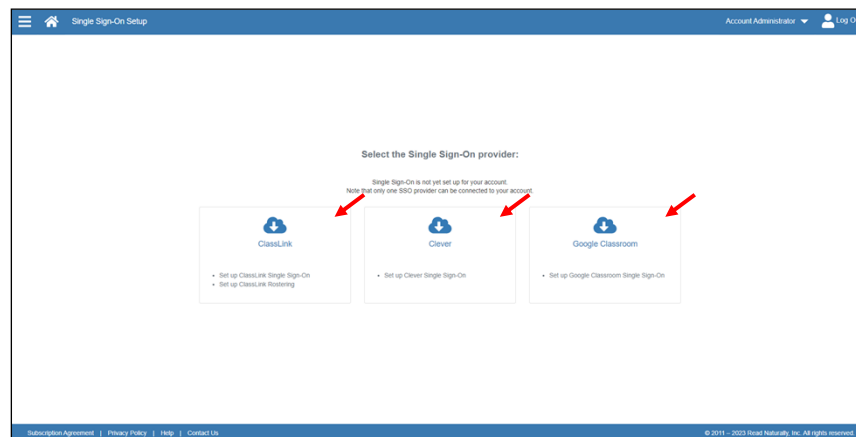 Single Sign-On Setup
Account Administrator
Log O
Select the Single Sign-On provider:
Single Sign-On is not yet set up for your account.
Note that only one SSO provider can be connected to your account.
ClassLink
• Set up ClassLink Single Sign-On
• Set up ClassLink Rostering
Clever
• Set up Clever Single Sign-On
Google Classroom
• Set up Google Classroom Single Sign-On
Subscription Agreement | Privacy Policy | Help | Contact Us
© 2011 – 2023 Read Naturally, Inc. All rights reserved.